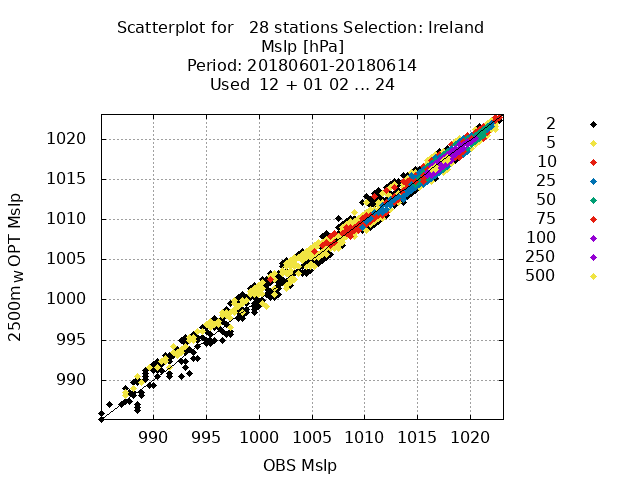 Scatterplot for 28 stations Selection: Ireland
Mslp [hPa]
Period: 20180601-20180614
Used 12 + 01 02 ... 24
2500m w OPT Mslp
1020
1015
1010
1005
1000
995
990
990 995 1000 1005 1010 1015 1020
OBS Mslp
2
5
10
25
50
75
100
250
500